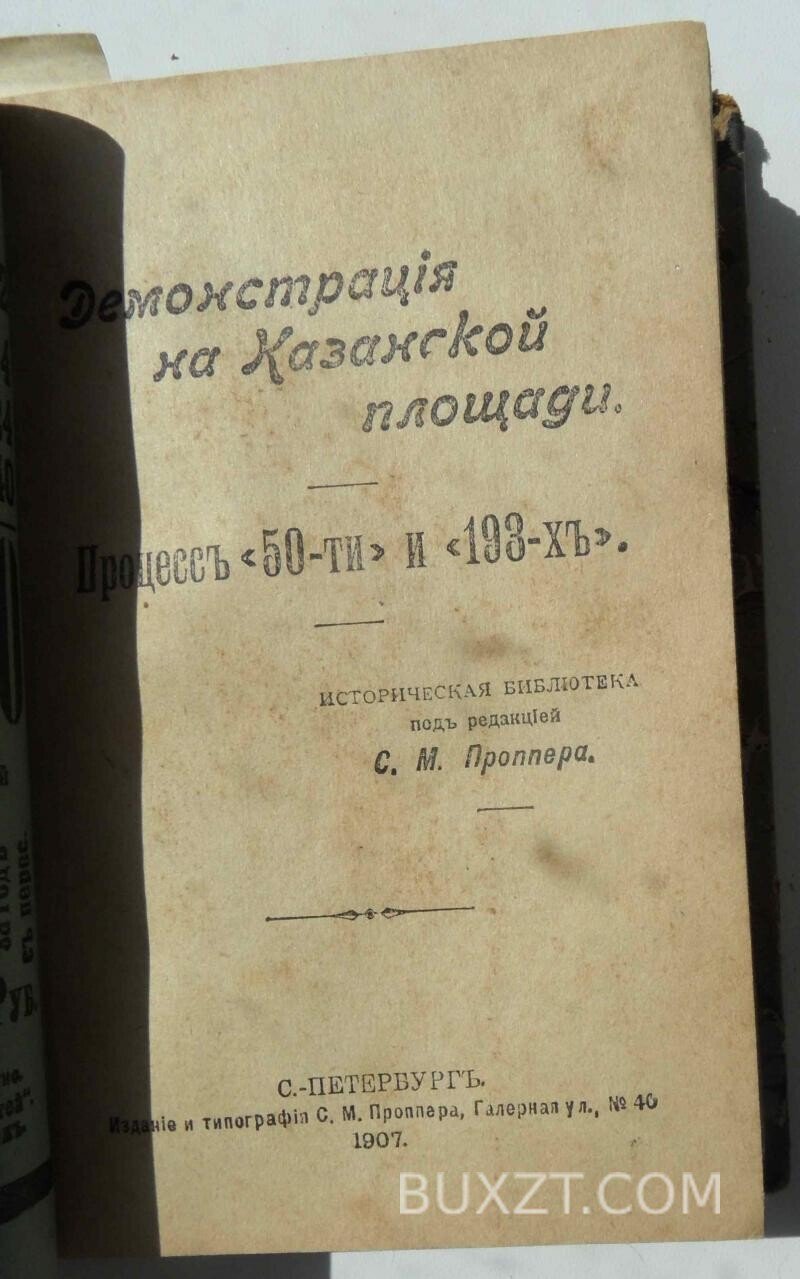 Демонстрація
на Казанской
площади.
Процессъ «50-ти» и «193-хъ».
ИСТОРИЧЕСКАЯ БИБЛІОТЕКА
подъ редакціей
С. М. Проппера.
С.-ПЕТЕРБУРГЪ.
Изданіе и типографія С. М. Проппера, Галерная ул., № 40
1907.
BUXZT.COM